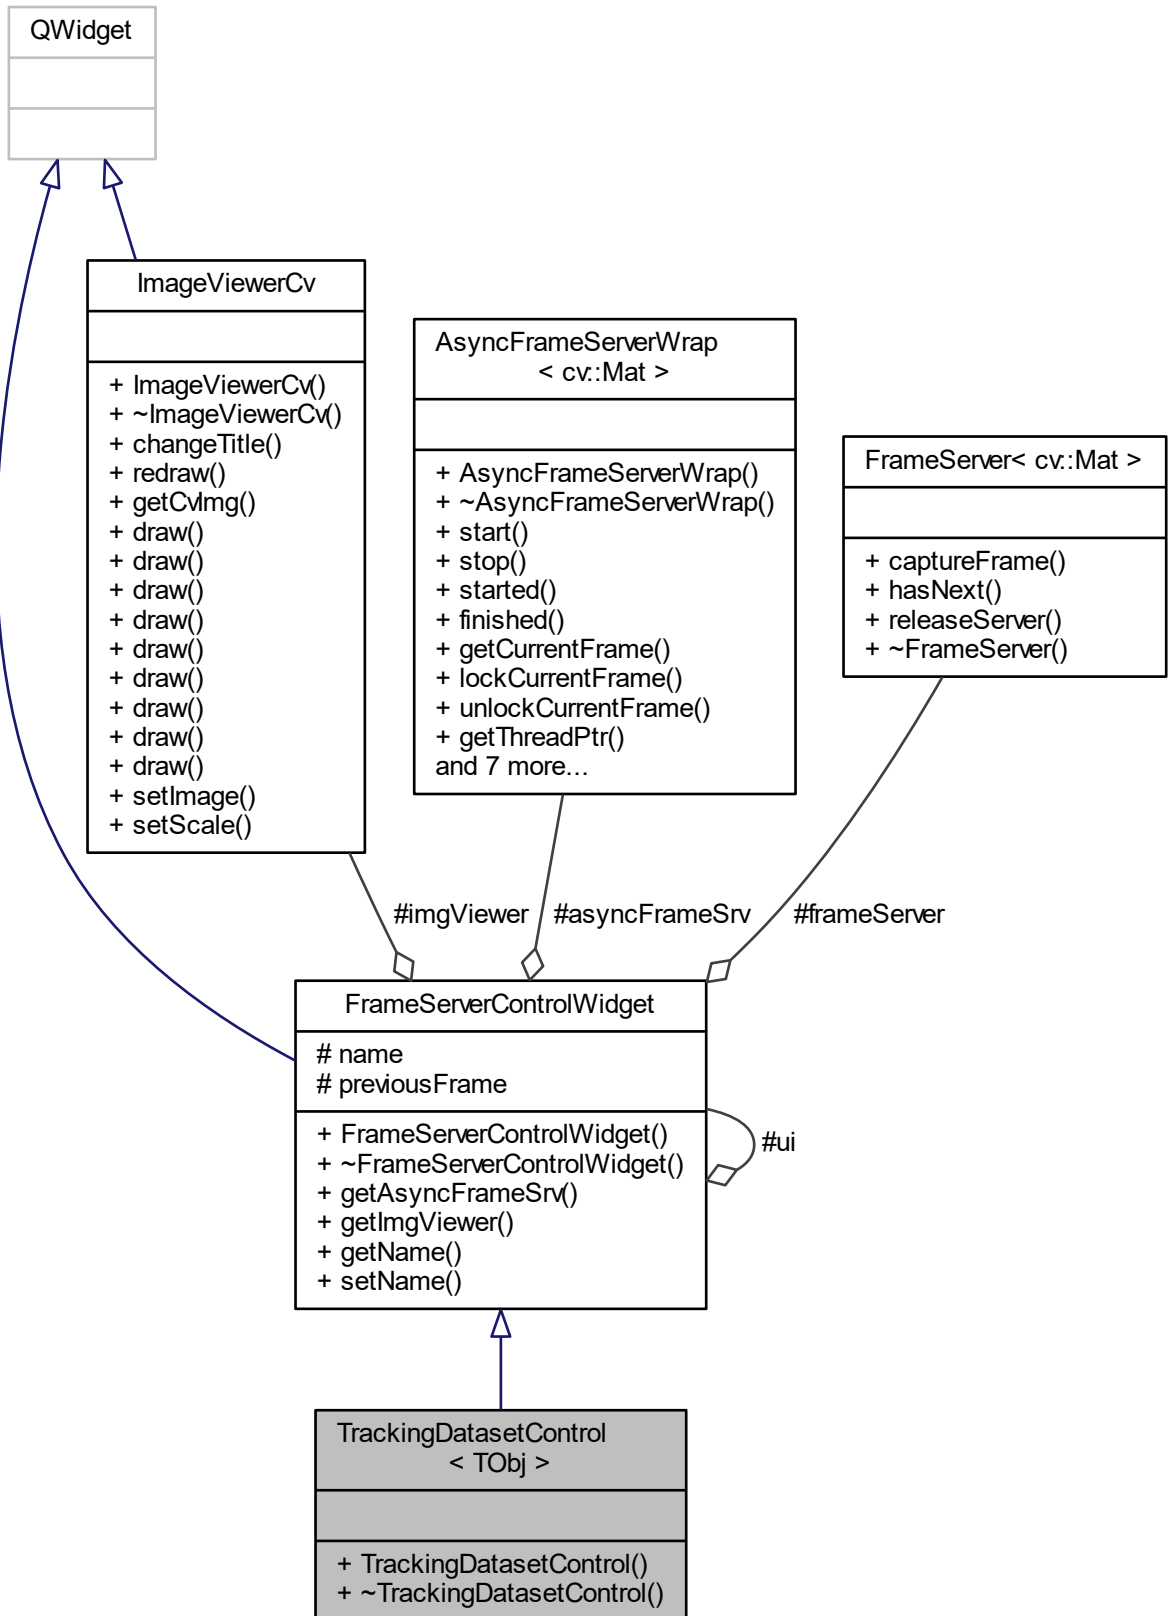 QWidget
ImageViewerCv
+ ImageViewerCv()
+ ~ImageViewerCv()
+ changeTitle()
+ redraw()
+ getCvImg()
+ draw()
+ draw()
+ draw()
+ draw()
+ draw()
+ draw()
+ draw()
+ draw()
+ draw()
+ setImage()
+ setScale()
AsyncFrameServerWrap
< cv::Mat >
+ AsyncFrameServerWrap()
+ ~AsyncFrameServerWrap()
+ start()
+ stop()
+ started()
+ finished()
+ getCurrentFrame()
+ lockCurrentFrame()
+ unlockCurrentFrame()
+ getThreadPtr()
and 7 more...
FrameServer< cv::Mat >
+ captureFrame()
+ hasNext()
+ releaseServer()
+ ~FrameServer()
#imgViewer
#asyncFrameSrv
#frameServer
FrameServerControlWidget
# name
# previousFrame
+ FrameServerControlWidget()
+ ~FrameServerControlWidget()
+ getAsyncFrameSrv()
+ getImgViewer()
+ getName()
+ setName()
#ui
TrackingDatasetControl
< TObj >
+ TrackingDatasetControl()
+ ~TrackingDatasetControl()